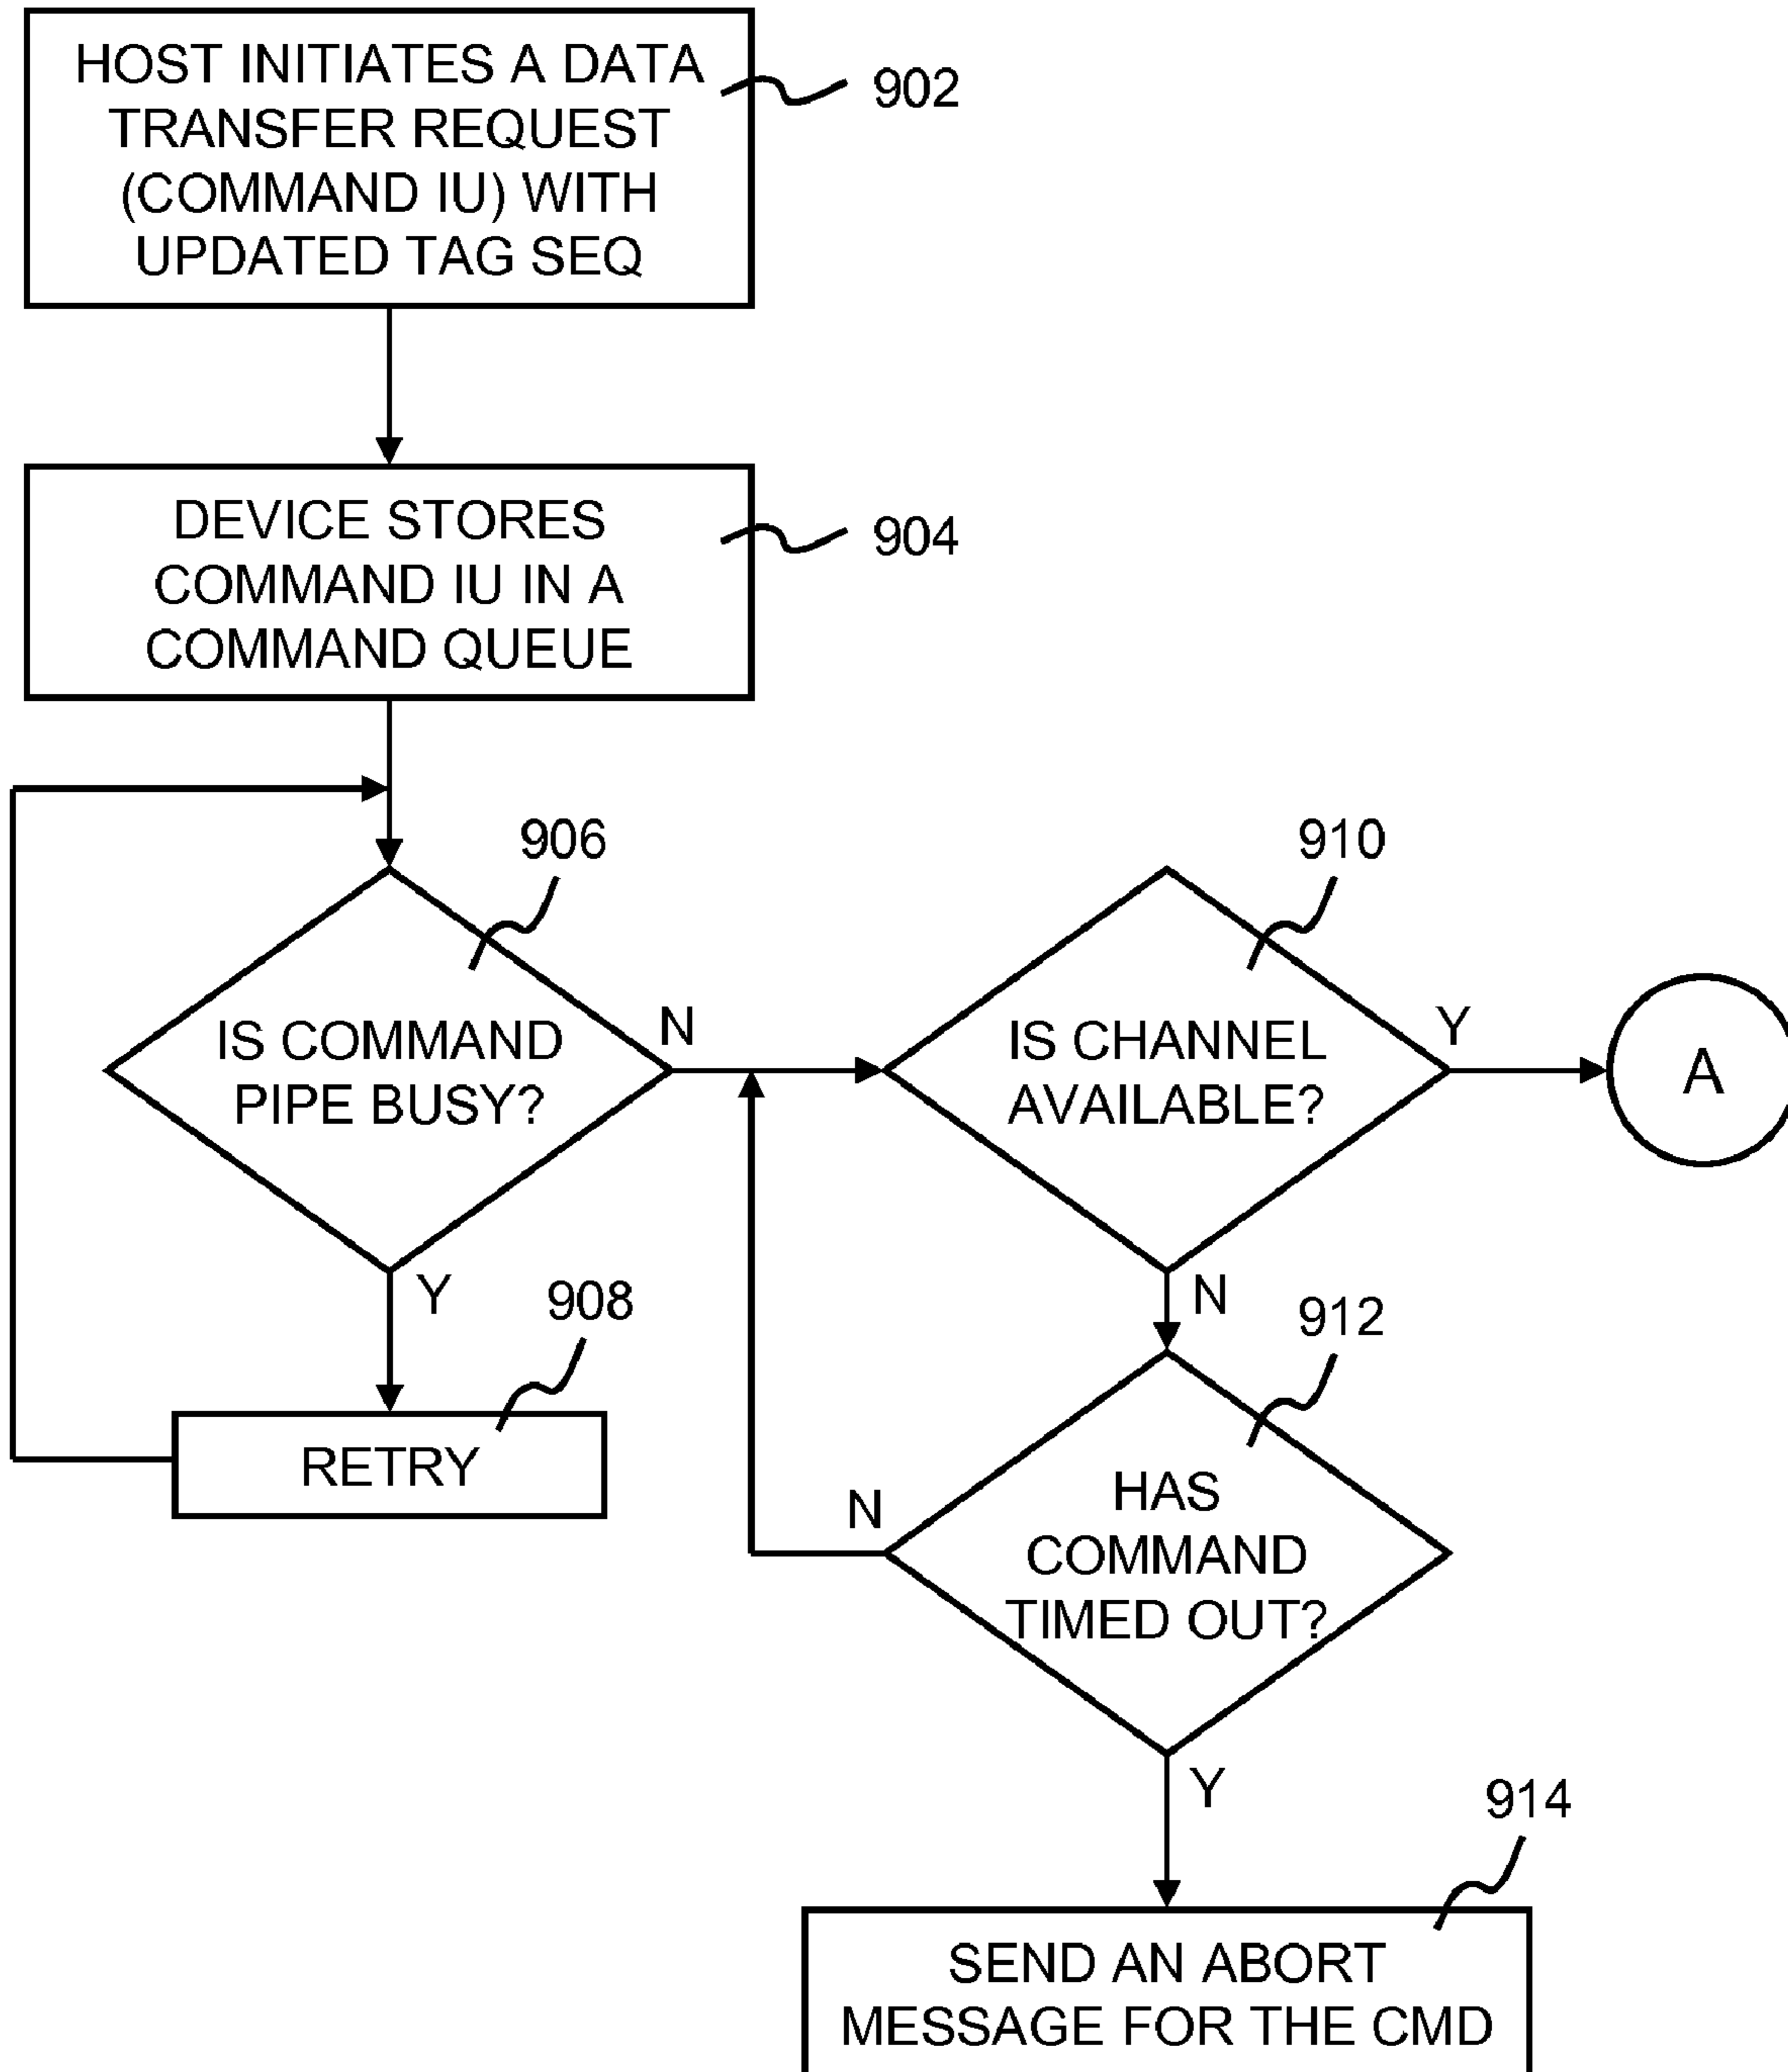 HOST INITIATES A DATA
TRANSFER REQUEST
(COMMAND IU) WITH
UPDATED TAG SEQ
902
DEVICE STORES
COMMAND IU IN A
COMMAND QUEUE
904
906
IS COMMAND
PIPE BUSY?
N
Y
908
RETRY
910
IS CHANNEL
AVAILABLE?
Y
A
N
912
HAS
COMMAND
TIMED OUT?
N
Y
914
SEND AN ABORT
MESSAGE FOR THE CMD